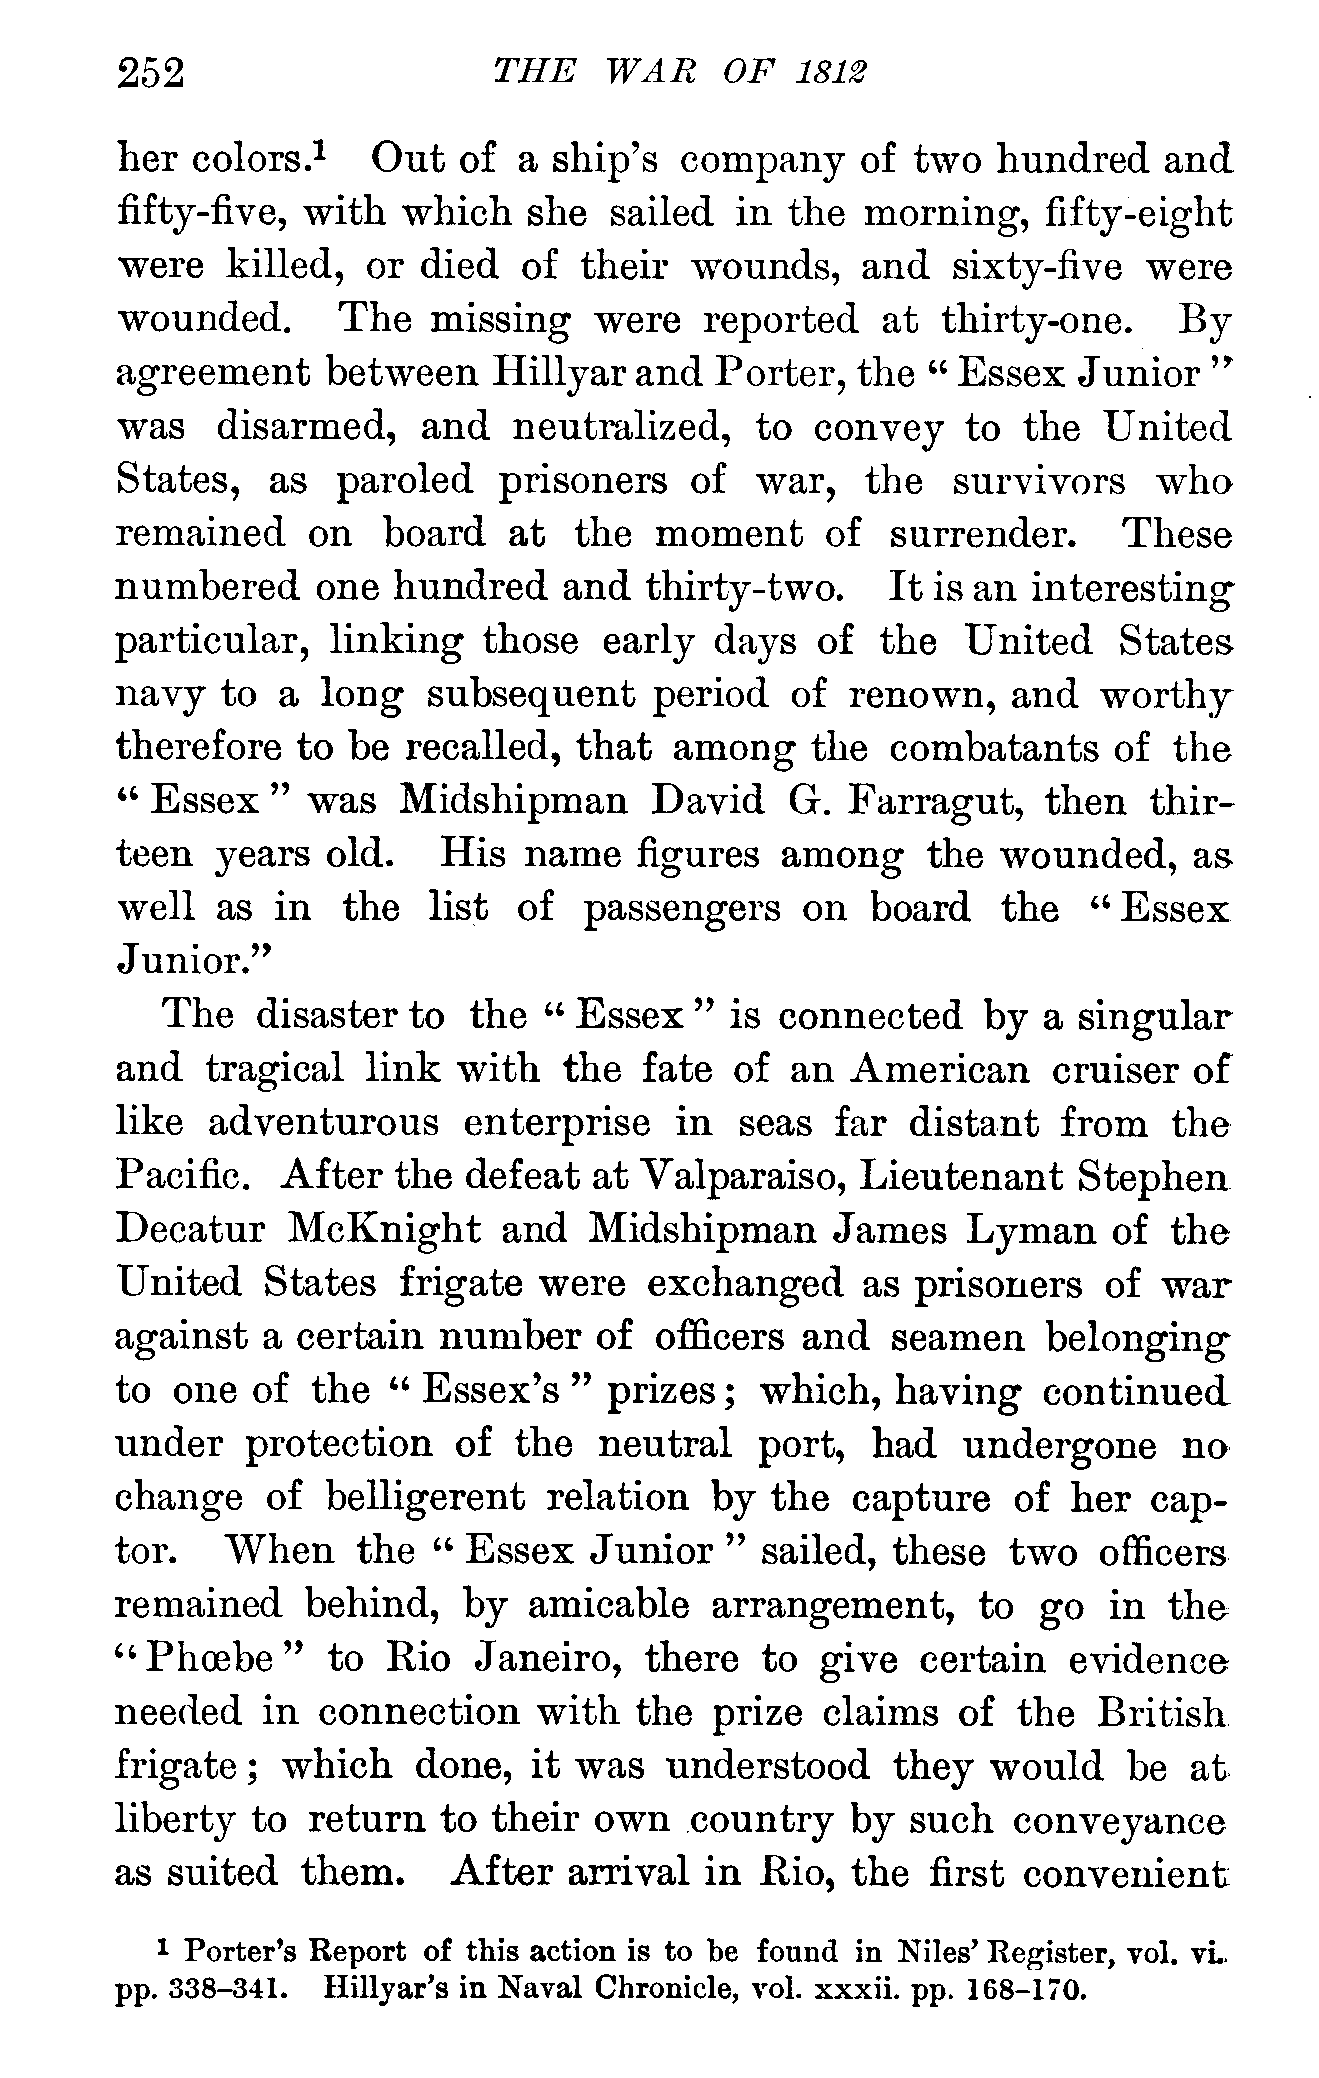 252 THE WAR OF 1812
her colors.¹ Out of a ship's company of two hundred and
fifty-five, with which she sailed in the morning, fifty-eight
were killed, or died of their wounds, and sixty-five were
wounded. The missing were reported at thirty-one. By
agreement between Hillyar and Porter, the “ Essex Junior ”
was disarmed, and neutralized, to convey to the United
States, as paroled prisoners of war, the survivors who
remained on board at the moment of surrender. These
numbered one hundred and thirty-two. It is an interesting
particular, linking those early days of the United States
navy to a long subsequent period of renown, and worthy
therefore to be recalled, that among the combatants of the
“ Essex ” was Midshipman David G. Farragut, then thir-
teen years old. His name figures among the wounded, as
well as in the list of passengers on board the “ Essex
Junior.”
The disaster to the “ Essex ” is connected by a singular
and tragical link with the fate of an American cruiser of
like adventurous enterprise in seas far distant from the
Pacific. After the defeat at Valparaiso, Lieutenant Stephen
Decatur McKnight and Midshipman James Lyman of the
United States frigate were exchanged as prisoners of war
against a certain number of officers and seamen belonging
to one of the “ Essex's ” prizes; which, having continued
under protection of the neutral port, had undergone no
change of belligerent relation by the capture of her cap-
tor. When the “ Essex Junior ” sailed, these two officers
remained behind, by amicable arrangement, to go in the
“ Phœbe ” to Rio Janeiro, there to give certain evidence
needed in connection with the prize claims of the British
frigate; which done, it was understood they would be at
liberty to return to their own country by such conveyance
as suited them. After arrival in Rio, the first convenient
¹ Porter's Report of this action is to be found in Niles' Register, vol. vi.
pp. 338–341. Hillyar's in Naval Chronicle, vol. xxxii. pp. 168–170.